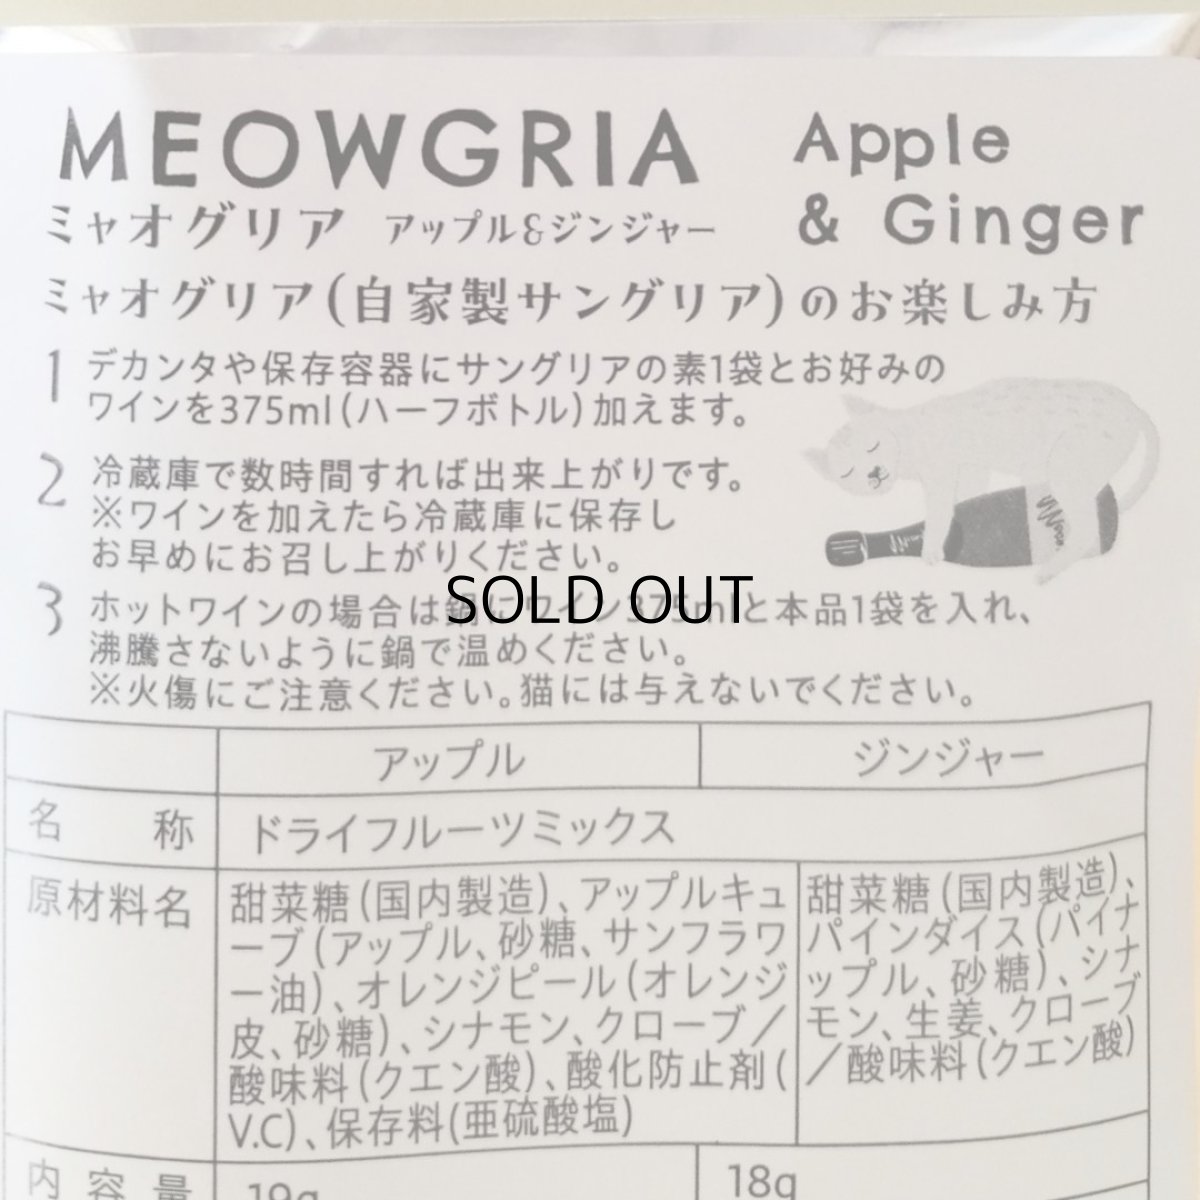 MEOWGRIA
Apple
& Ginger
ミャオグリア アップル&ジンジャー
ミャオグリア(自家製サングリア)のお楽しみ方
1 デカンタや保存容器にサングリアの素1袋とお好みの
ワインを375ml(ハーフボトル)加えます。
2 冷蔵庫で数時間すれば出来上がりです。
※ワインを加えたら冷蔵庫に保存し
お早めにお召し上がりください。
3 ホットワインの場合は鍋にワイン375mlと本品1袋を入れ、
SOLD OUT
沸騰さないように鍋で温めください。
※火傷にご注意ください。猫には与えないでください。
アップル ジンジャー
名称 ドライフルーツミックス
原材料名
甜菜糖(国内製造)、アップルキュ
ーブ(アップル、砂糖、サンフラワ
ー油)、オレンジピール(オレンジ
皮、砂糖)、シナモン、クローブ/
酸味料(クエン酸)、酸化防止剤(
V.C)、保存料(亜硫酸塩)
甜菜糖(国内製造)、
パインダイス(パイナ
ップル、砂糖)、シナ
モン、生姜、クローブ
/酸味料(クエン酸)
内容量 19g 18g